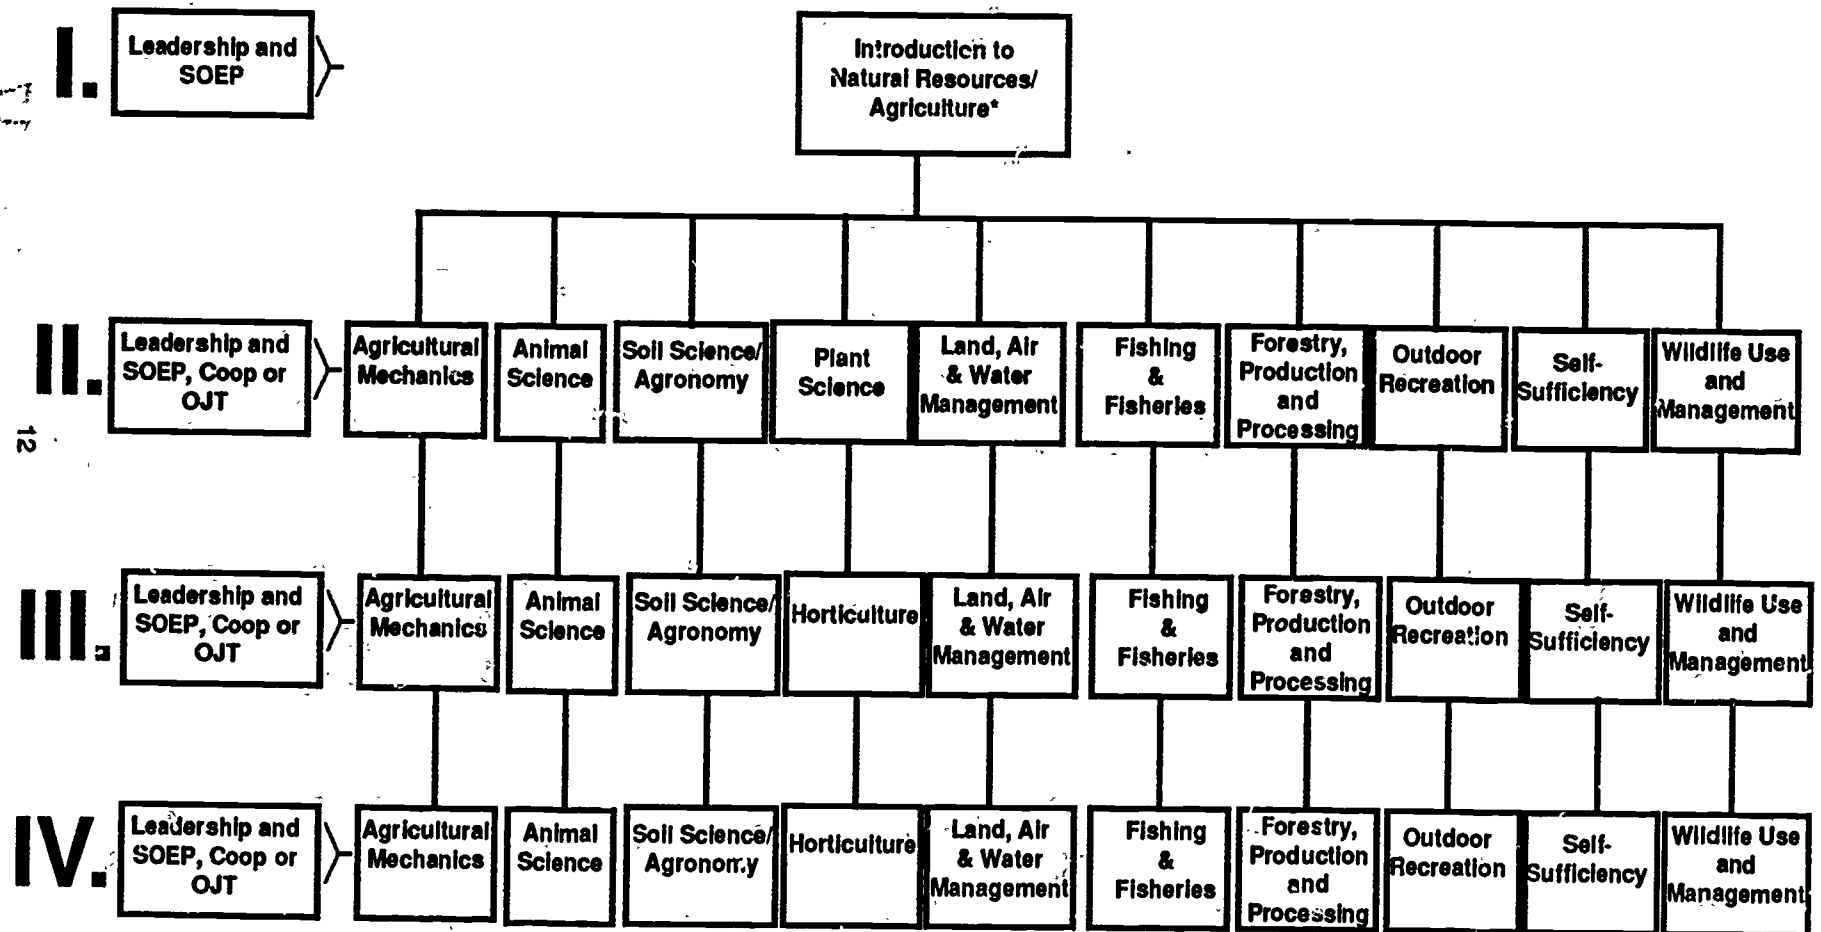 I.
Leadership and
SOEP
Introduction to
Natural Resources/
Agriculture*
II.
Leadership and
SOEP, Coop or
OJT
Agricultural
Mechanics
Animal
Science
Soil Science/
Agronomy
Plant
Science
Land, Air
& Water
Management
Fishing
&
Fisheries
Forestry,
Production
and
Processing
Outdoor
Recreation
Self-
Sufficiency
Wildlife Use
and
Management
12
III.
Leadership and
SOEP, Coop or
OJT
Agricultural
Mechanics
Animal
Science
Soil Science/
Agronomy
Horticulture
Land, Air
& Water
Management
Fishing
&
Fisheries
Forestry,
Production
and
Processing
Outdoor
Recreation
Self-
Sufficiency
Wildlife Use
and
Management
IV.
Leadership and
SOEP, Coop or
OJT
Agricultural
Mechanics
Animal
Science
Soil Science/
Agronomy
Horticulture
Land, Air
& Water
Management
Fishing
&
Fisheries
Forestry,
Production
and
Processing
Outdoor
Recreation
Self-
Sufficiency
Wildlife Use
and
Management